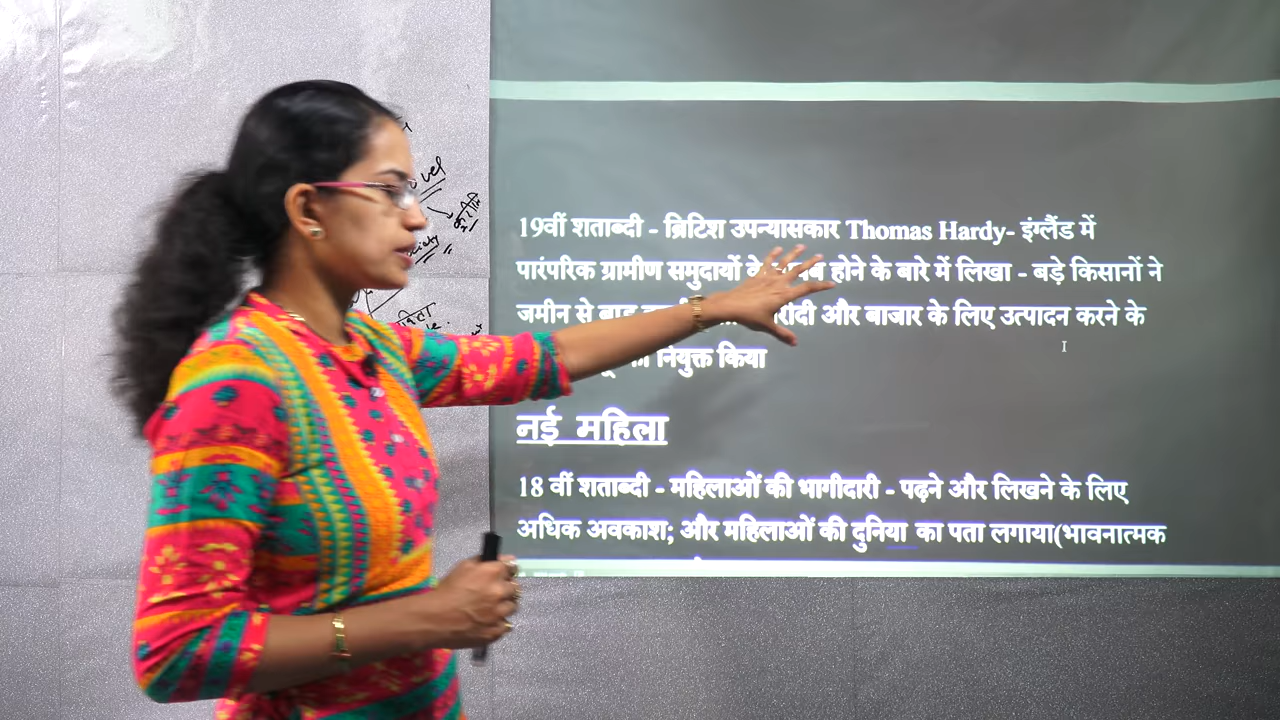 ovel
19वीं शताब्दी - ब्रिटिश उपन्यासकार Thomas Hardy- इंग्लैंड में
पारंपरिक ग्रामीण समुदायों के होने के बारे में लिखा - बड़े किसानों ने
जमीन से और बाजार के लिए उत्पादन करने के
नियुक्त किया
नई महिला
18 वीं शताब्दी - महिलाओं की भागीदारी - पढ़ने और लिखने के लिए
अधिक अवकाश; और महिलाओं की दुनिया का पता लगाया(भावनात्मक